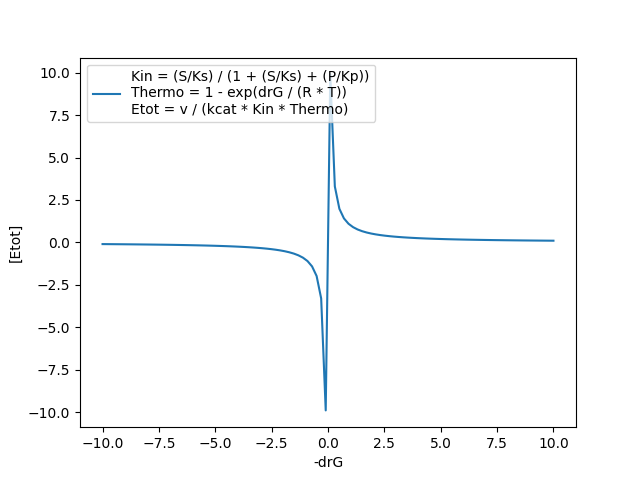 Kin = (S/Ks) / (1 + (S/Ks) + (P/Kp))
Thermo = 1 - exp(drG / (R * T))
Etot = v / (kcat * Kin * Thermo)
10.0
7.5
5.0
2.5
0.0
−2.5
−5.0
−7.5
−10.0
[Etot]
−10.0 −7.5 −5.0 −2.5 0.0 2.5 5.0 7.5 10.0
-drG